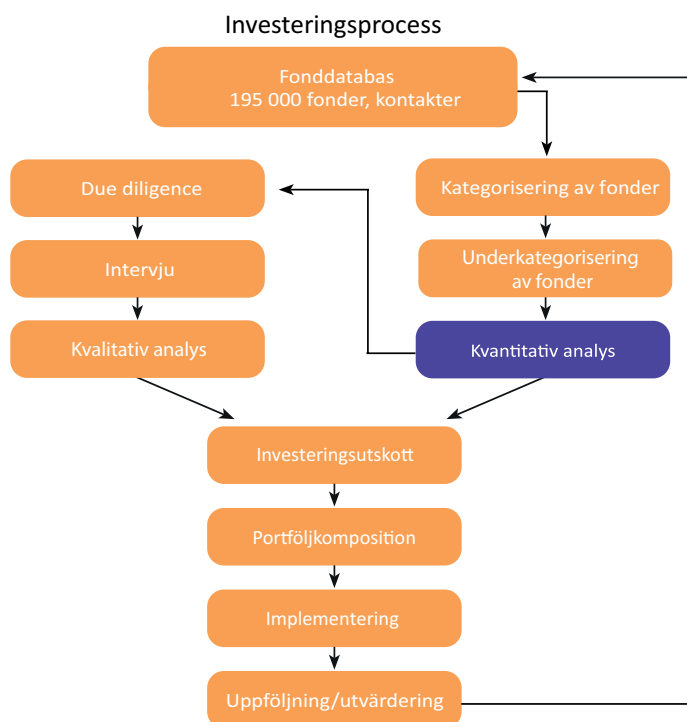 Investeringsprocess
Fonddatabas
195 000 fonder, kontakter
Kategorisering av fonder
Underkategorisering
av fonder
Kvantitativ analys
Due diligence
Intervju
Kvalitativ analys
Investeringsutskott
Portföljkomposition
Implementering
Uppföljning/utvärdering